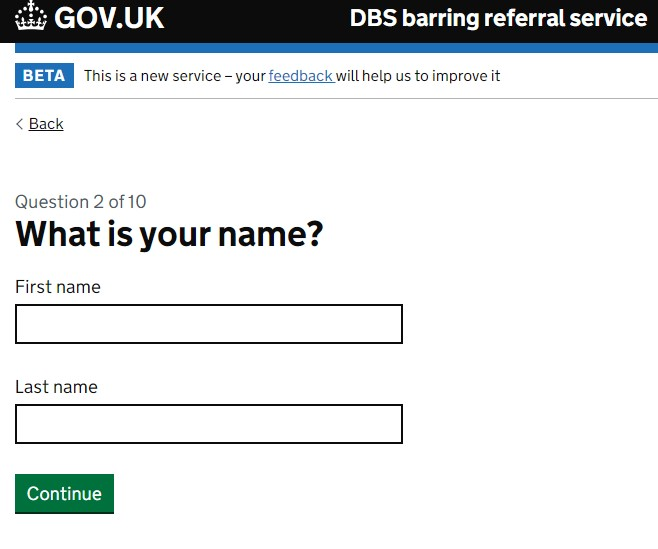 GOV.UK DBS barring referral service
BETA This is a new service – your feedback will help us to improve it
Back
Question 2 of 10
What is your name?
First name
Last name
Continue